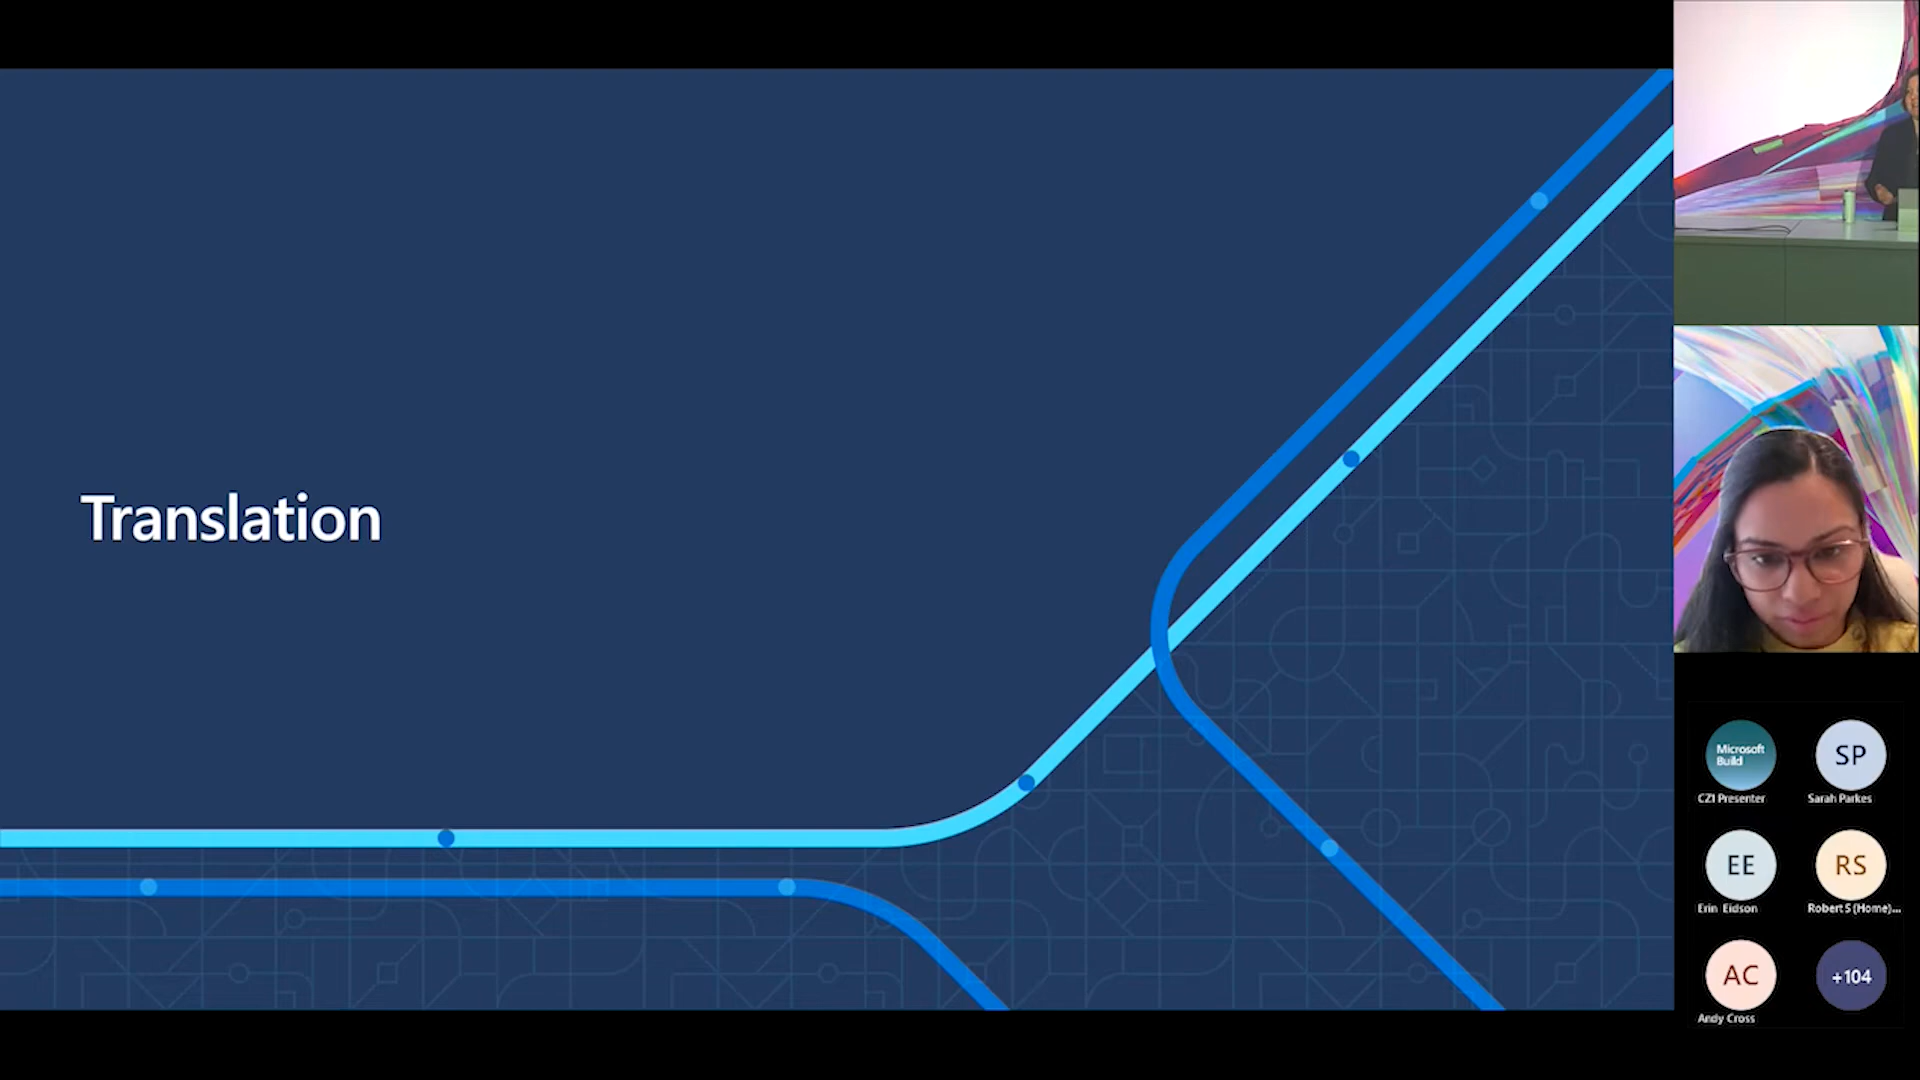 Translation
Microsoft
Build
CZI Presenter
SP
Sarah Parkes
EE
Erin Eidson
RS
Robert S (Home)...
AC
Andy Cross
+104